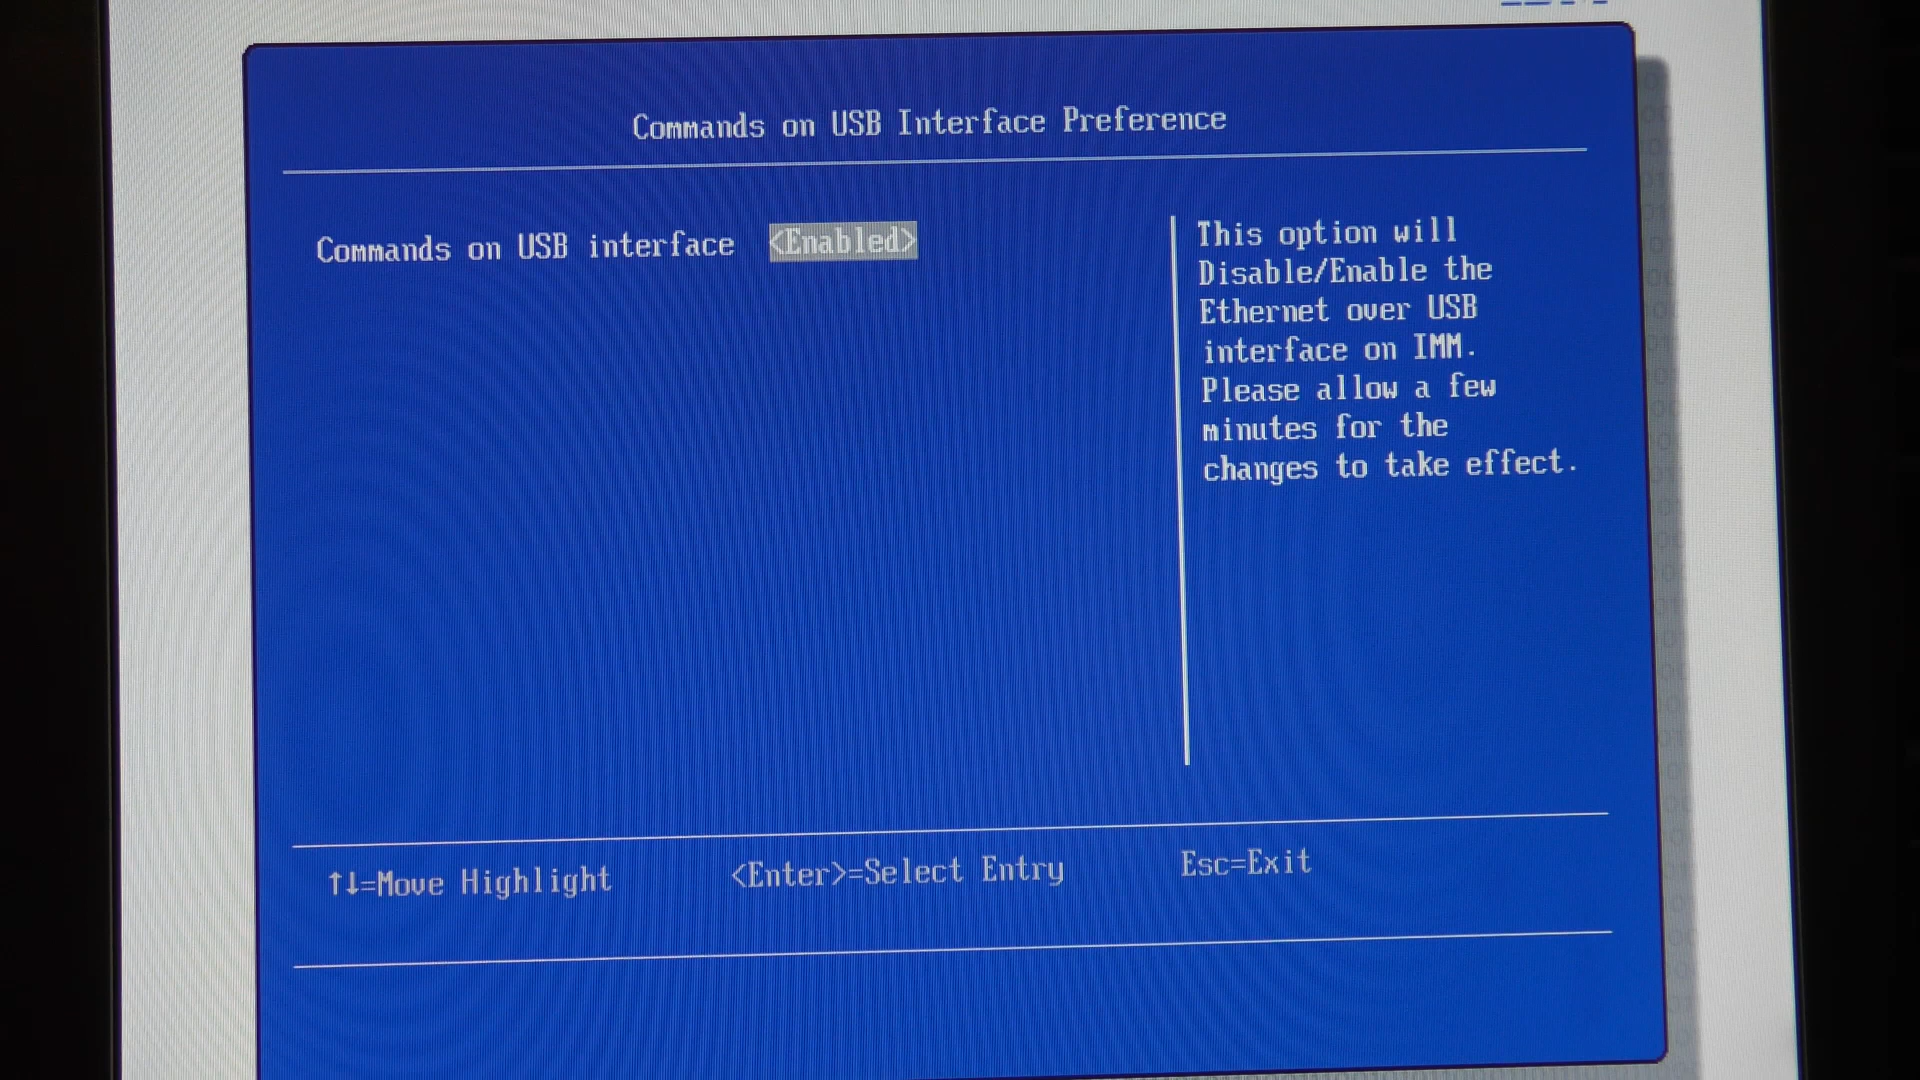 Commands on USB Interface Preference
Commands on USB interface <Enabled>
This option will
Disable/Enable the
Ethernet over USB
interface on IMM.
Please allow a few
minutes for the
changes to take effect.
↑↓=Move Highlight <Enter>=Select Entry Esc=Exit